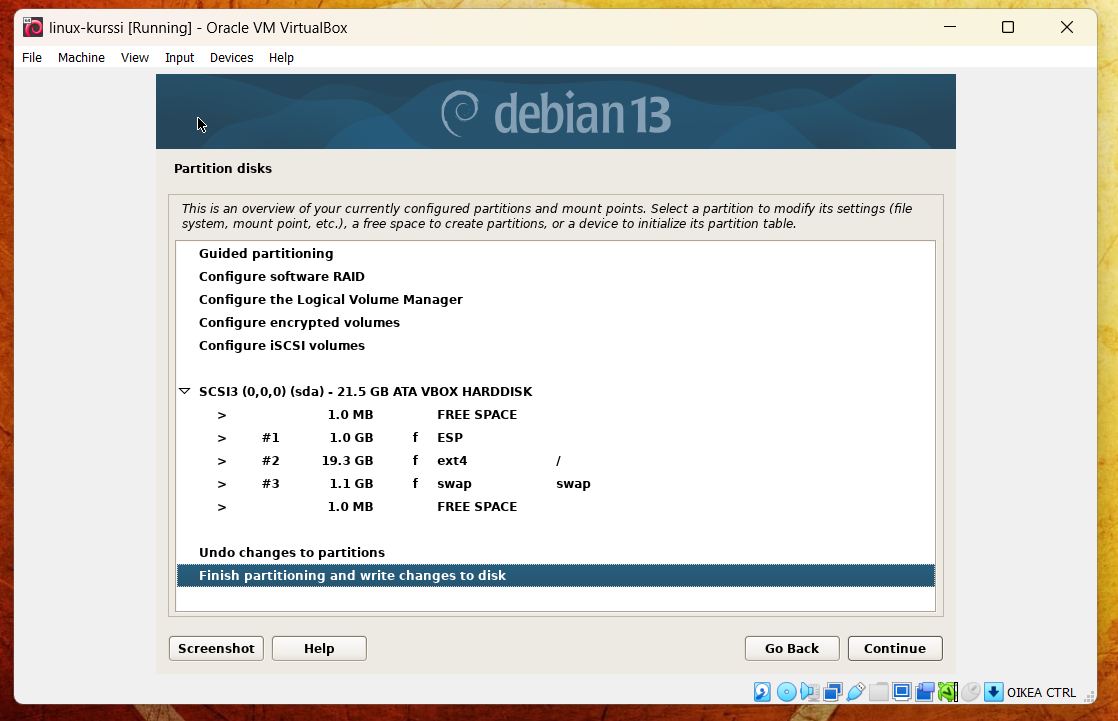 linux-kurssi [Running] - Oracle VM VirtualBox
File Machine View Input Devices Help
debian 13
Partition disks
This is an overview of your currently configured partitions and mount points. Select a partition to modify its settings (file
system, mount point, etc.), a free space to create partitions, or a device to initialize its partition table.
Guided partitioning
Configure software RAID
Configure the Logical Volume Manager
Configure encrypted volumes
Configure iSCSI volumes
SCSI3 (0,0,0) (sda) - 21.5 GB ATA VBOX HARDDISK
> 1.0 MB FREE SPACE
> #1 1.0 GB f ESP
> #2 19.3 GB f ext4 /
> #3 1.1 GB f swap swap
> 1.0 MB FREE SPACE
Undo changes to partitions
Finish partitioning and write changes to disk
Screenshot Help Go Back Continue
OIKEA CTRL